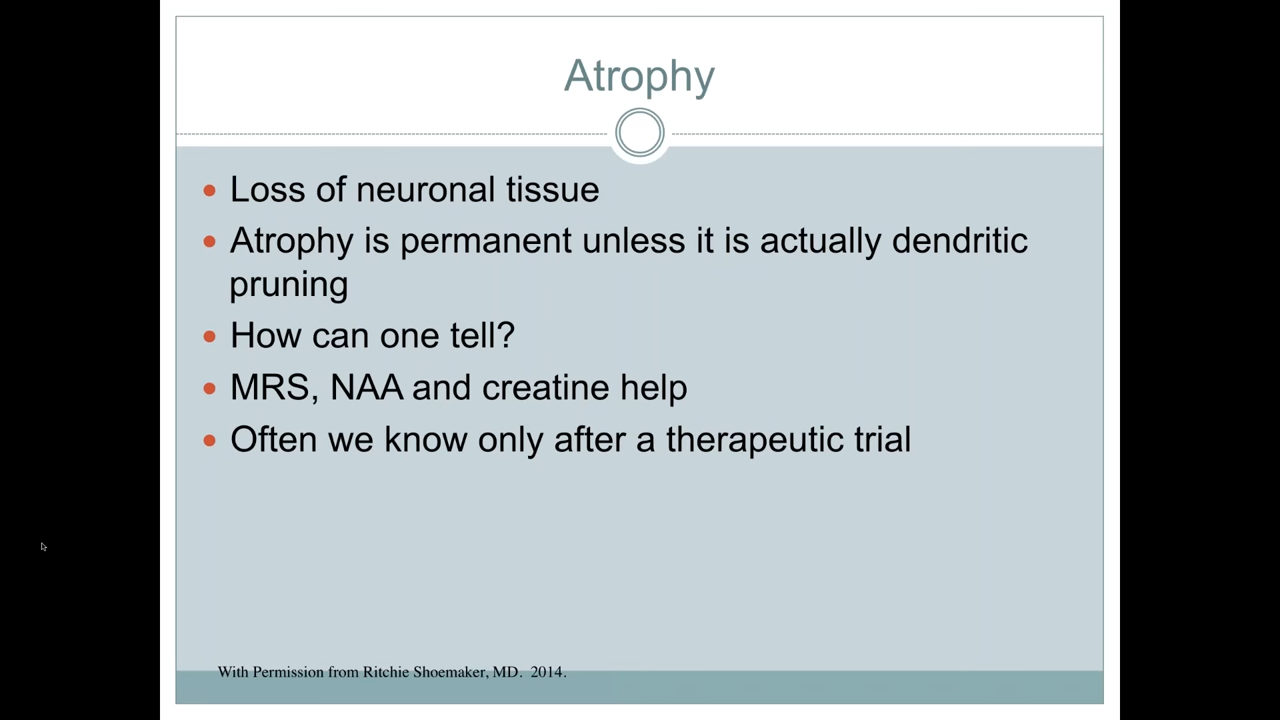 Atrophy
Loss of neuronal tissue
Atrophy is permanent unless it is actually dendritic
pruning
How can one tell?
MRS, NAA and creatine help
Often we know only after a therapeutic trial
With Permission from Ritchie Shoemaker, MD.  2014.